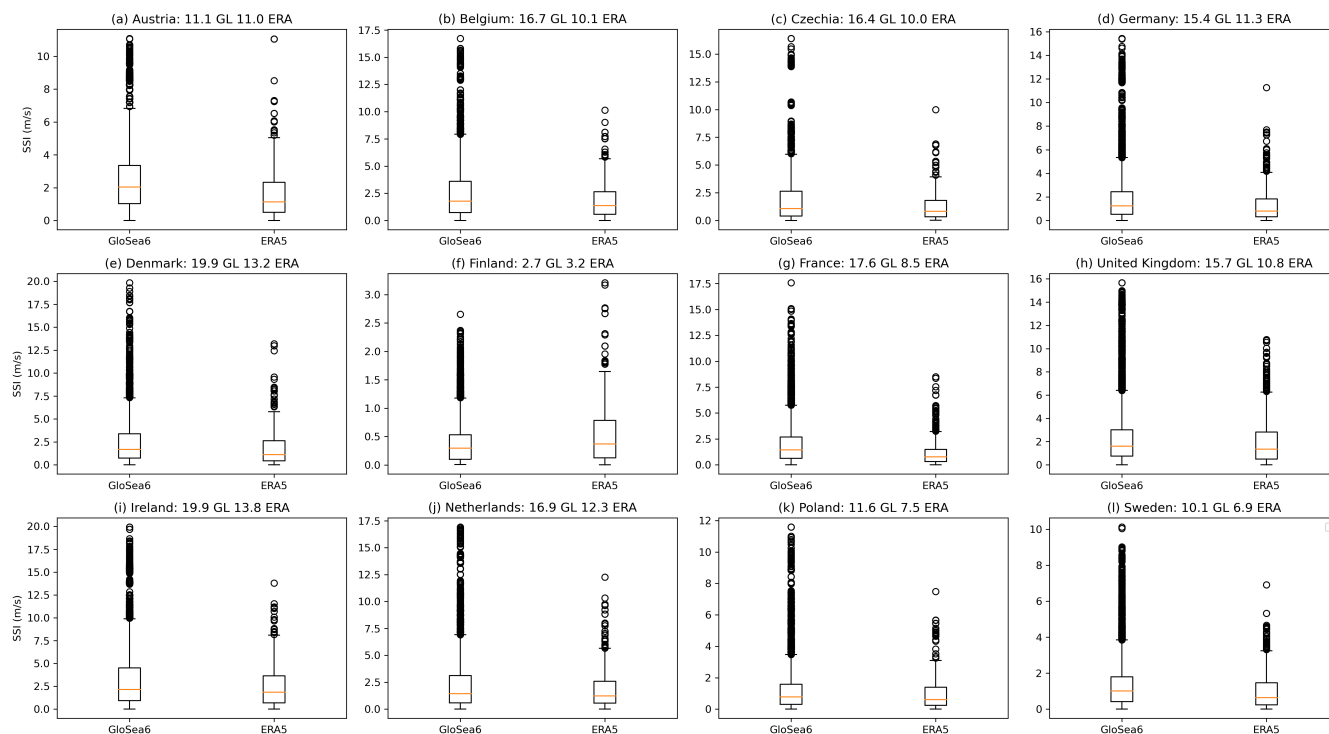 (a) Austria: 11.1 GL 11.0 ERA
(b) Belgium: 16.7 GL 10.1 ERA
(c) Czechia: 16.4 GL 10.0 ERA
(d) Germany: 15.4 GL 11.3 ERA
SSI (m/s)
10
8
6
4
2
0
GloSea6
ERA5
17.5
15.0
12.5
10.0
7.5
5.0
2.5
0.0
GloSea6
ERA5
15.0
12.5
10.0
7.5
5.0
2.5
0.0
GloSea6
ERA5
16
14
12
10
8
6
4
2
0
GloSea6
ERA5
(e) Denmark: 19.9 GL 13.2 ERA
(f) Finland: 2.7 GL 3.2 ERA
(g) France: 17.6 GL 8.5 ERA
(h) United Kingdom: 15.7 GL 10.8 ERA
SSI (m/s)
20.0
17.5
15.0
12.5
10.0
7.5
5.0
2.5
0.0
GloSea6
ERA5
3.0
2.5
2.0
1.5
1.0
0.5
0.0
GloSea6
ERA5
17.5
15.0
12.5
10.0
7.5
5.0
2.5
0.0
GloSea6
ERA5
16
14
12
10
8
6
4
2
0
GloSea6
ERA5
(i) Ireland: 19.9 GL 13.8 ERA
(j) Netherlands: 16.9 GL 12.3 ERA
(k) Poland: 11.6 GL 7.5 ERA
(l) Sweden: 10.1 GL 6.9 ERA
SSI (m/s)
20.0
17.5
15.0
12.5
10.0
7.5
5.0
2.5
0.0
GloSea6
ERA5
17.5
15.0
12.5
10.0
7.5
5.0
2.5
0.0
GloSea6
ERA5
12
10
8
6
4
2
0
GloSea6
ERA5
10
8
6
4
2
0
GloSea6
ERA5